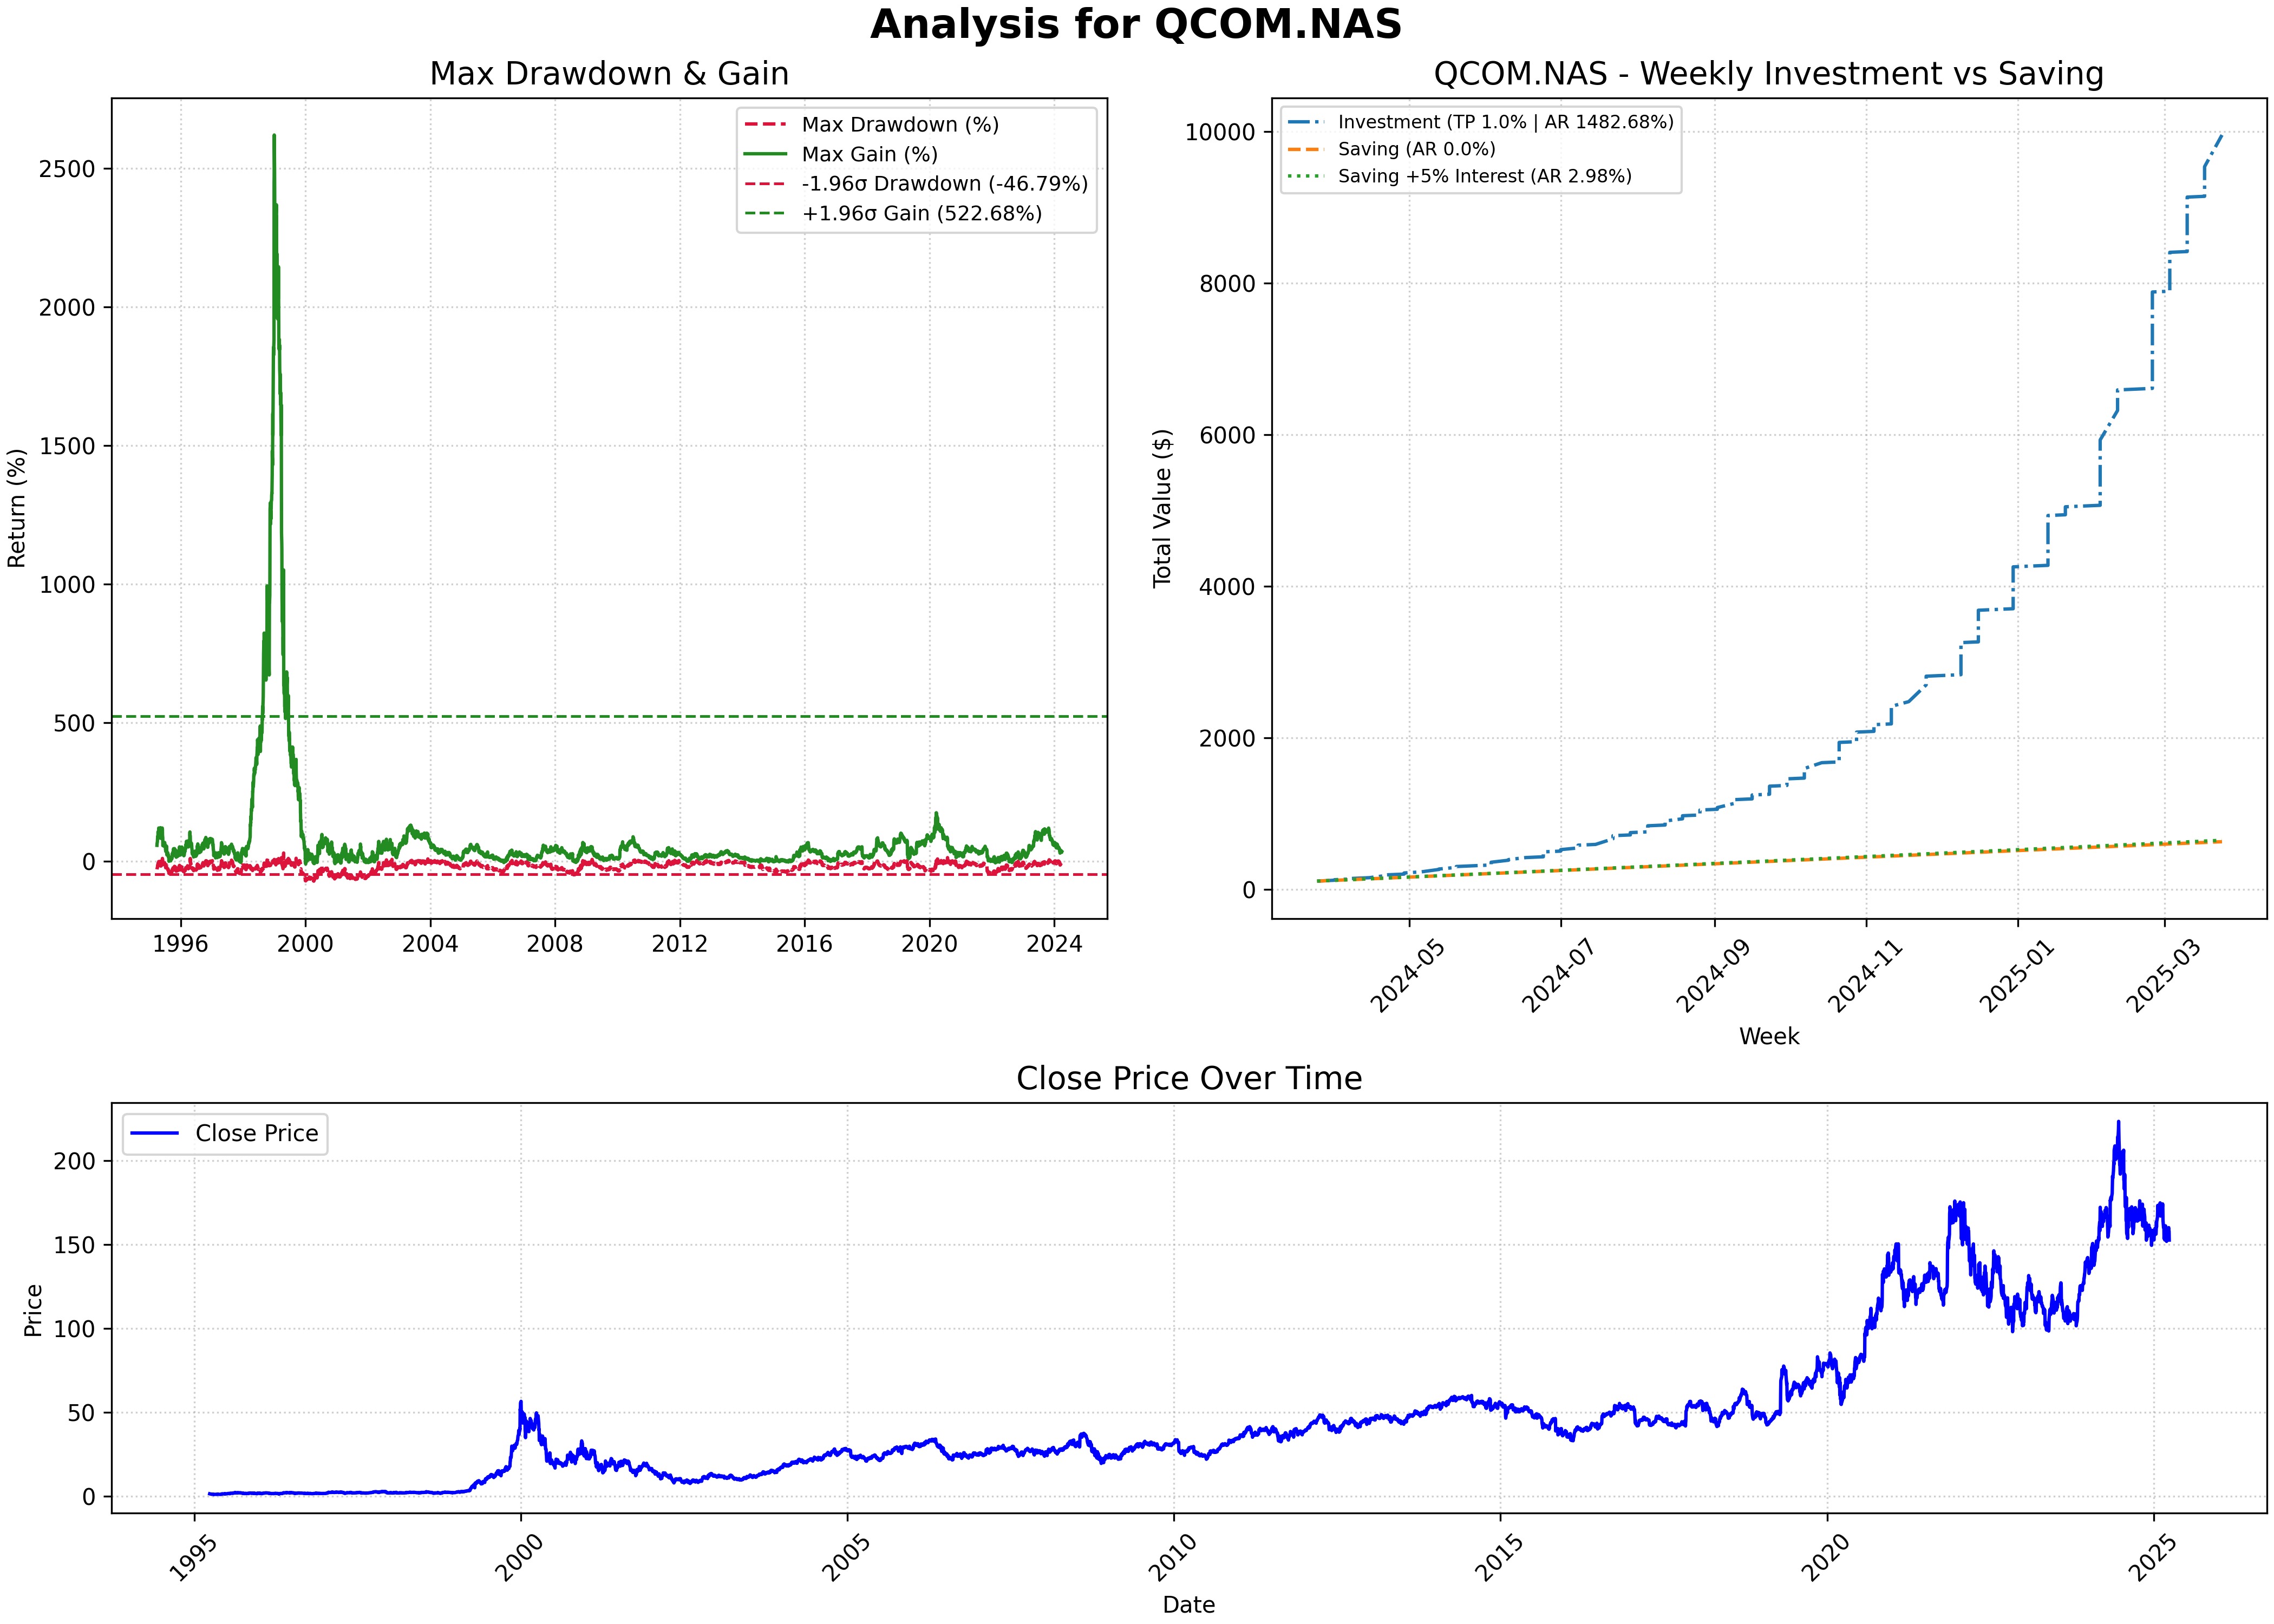 Analysis for QCOM.NAS
Max Drawdown & Gain
Return (%)
2500
2000
1500
1000
500
0
Max Drawdown (%)
Max Gain (%)
-1.96σ Drawdown (-46.79%)
+1.96σ Gain (522.68%)
1996 2000 2004 2008 2012 2016 2020 2024
QCOM.NAS - Weekly Investment vs Saving
Total Value ($)
10000
8000
6000
4000
2000
0
Investment (TP 1.0% | AR 1482.68%)
Saving (AR 0.0%)
Saving +5% Interest (AR 2.98%)
2024-05 2024-07 2024-09 2024-11 2025-01 2025-03
Week
Close Price Over Time
Price
200
150
100
50
0
Close Price
1995 2000 2005 2010 2015 2020 2025
Date